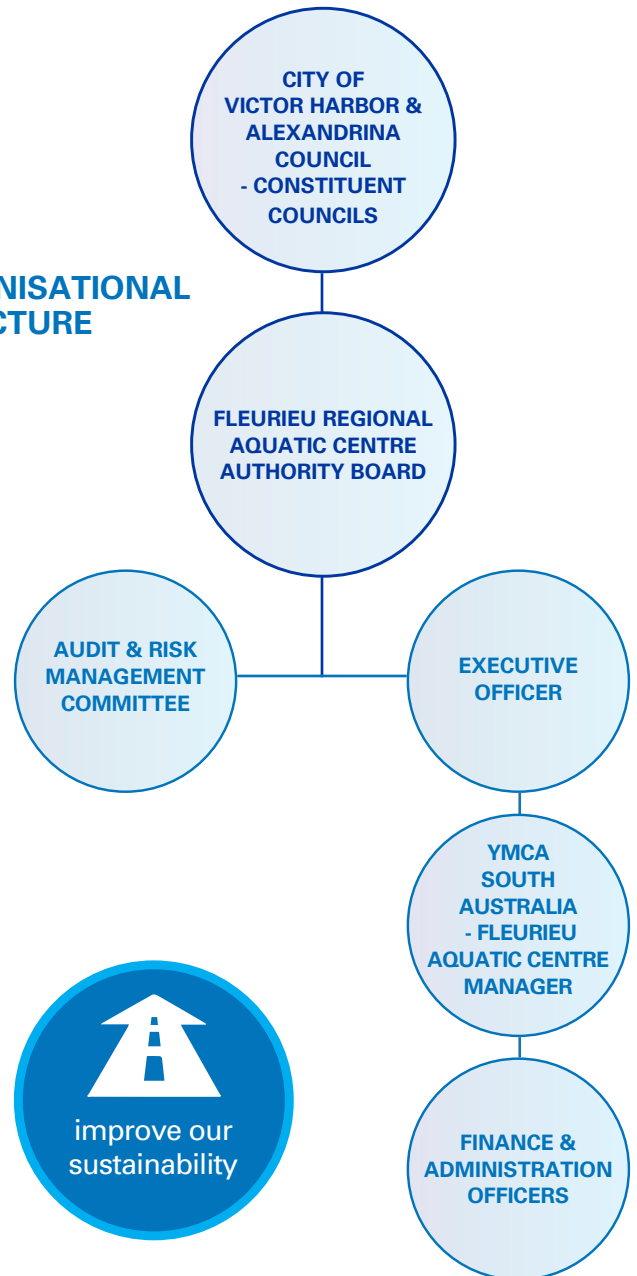 CITY OF
VICTOR HARBOR &
ALEXANDRINA
COUNCIL
- CONSTITUENT
COUNCILS
NISATIONAL
CTURE
FLEURIEU REGIONAL
AQUATIC CENTRE
AUTHORITY BOARD
AUDIT & RISK
MANAGEMENT
COMMITTEE
EXECUTIVE
OFFICER
YMCA
SOUTH
AUSTRALIA
- FLEURIEU
AQUATIC CENTRE
MANAGER
improve our
sustainability
FINANCE &
ADMINISTRATION
OFFICERS